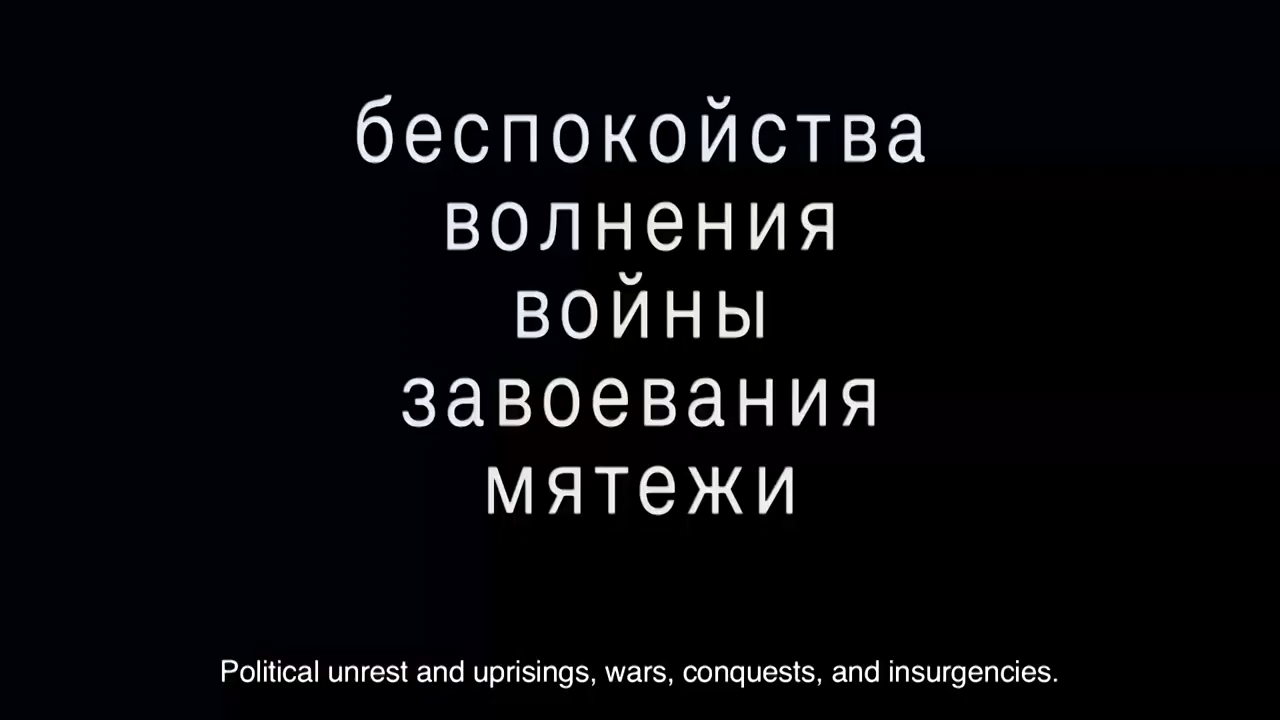 беспокойства
волнения
войны
завоевания
мятежи
Political unrest and uprisings, wars, conquests, and insurgencies.